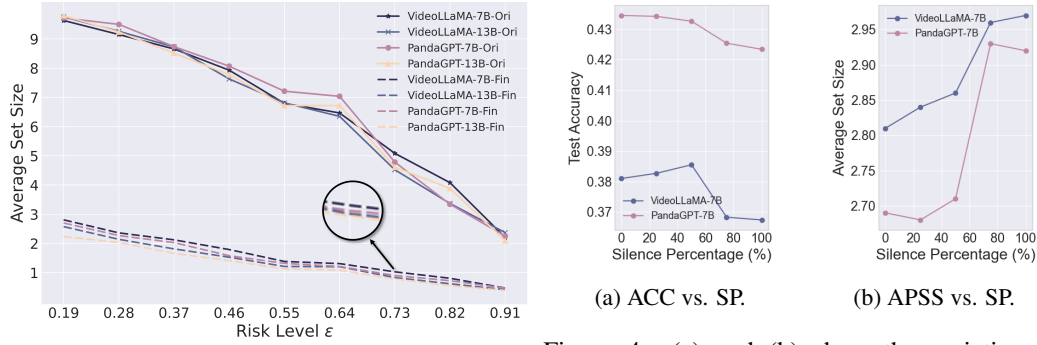 Average Set Size
9
8
7
6
5
4
3
2
1
0.19 0.28 0.37 0.46 0.55 0.64 0.73 0.82 0.91
Risk Level ε
VideoLLaMA-7B-Ori
VideoLLaMA-13B-Ori
PandaGPT-7B-Ori
PandaGPT-13B-Ori
VideoLLaMA-7B-Fin
VideoLLaMA-13B-Fin
PandaGPT-7B-Fin
PandaGPT-13B-Fin
Test Accuracy
0.43
0.42
0.41
0.40
0.39
0.38
0.37
VideoLLaMA-7B
PandaGPT-7B
0 20 40 60 80 100
Silence Percentage (%)
(a) ACC vs. SP.
Average Set Size
2.95
2.90
2.85
2.80
2.75
2.70
VideoLLaMA-7B
PandaGPT-7B
0 20 40 60 80 100
Silence Percentage (%)
(b) APSS vs. SP.